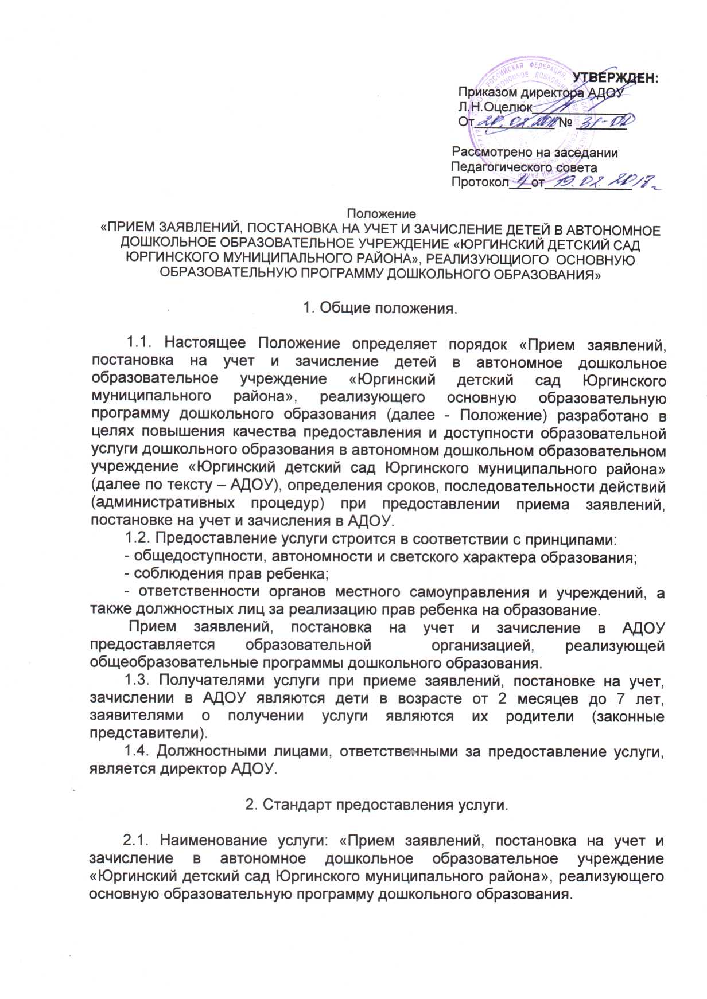 УТВЕРЖДЕН:
Приказом директора АДОУ
Л.Н.Оцелюк
От 20.02.2018 № 31-ОД
Рассмотрено на заседании
Педагогического совета
Протокол 4 от 19.02.2018г
Положение
«ПРИЕМ ЗАЯВЛЕНИЙ, ПОСТАНОВКА НА УЧЕТ И ЗАЧИСЛЕНИЕ ДЕТЕЙ В АВТОНОМНОЕ
ДОШКОЛЬНОЕ ОБРАЗОВАТЕЛЬНОЕ УЧРЕЖДЕНИЕ «ЮРГИНСКИЙ ДЕТСКИЙ САД
ЮРГИНСКОГО МУНИЦИПАЛЬНОГО РАЙОНА», РЕАЛИЗУЮЩИОГО ОСНОВНУЮ
ОБРАЗОВАТЕЛЬНУЮ ПРОГРАММУ ДОШКОЛЬНОГО ОБРАЗОВАНИЯ»
1. Общие положения.
1.1. Настоящее Положение определяет порядок «Прием заявлений,
постановка на учет и зачисление детей в автономное дошкольное
образовательное учреждение «Юргинский детский сад Юргинского
муниципального района», реализующего основную образовательную
программу дошкольного образования (далее - Положение) разработано в
целях повышения качества предоставления и доступности образовательной
услуги дошкольного образования в автономном дошкольном образовательном
учреждение «Юргинский детский сад Юргинского муниципального района»
(далее по тексту – АДОУ), определения сроков, последовательности действий
(административных процедур) при предоставлении приема заявлений,
постановке на учет и зачисления в АДОУ.
1.2. Предоставление услуги строится в соответствии с принципами:
- общедоступности, автономности и светского характера образования;
- соблюдения прав ребенка;
- ответственности органов местного самоуправления и учреждений, а
также должностных лиц за реализацию прав ребенка на образование.
Прием заявлений, постановка на учет и зачисление в АДОУ
предоставляется образовательной организацией, реализующей
общеобразовательные программы дошкольного образования.
1.3. Получателями услуги при приеме заявлений, постановке на учет,
зачислении в АДОУ являются дети в возрасте от 2 месяцев до 7 лет,
заявителями о получении услуги являются их родители (законные
представители).
1.4. Должностными лицами, ответственными за предоставление услуги,
является директор АДОУ.
2. Стандарт предоставления услуги.
2.1. Наименование услуги: «Прием заявлений, постановка на учет и
зачисление в автономное дошкольное образовательное учреждение
«Юргинский детский сад Юргинского муниципального района», реализующего
основную образовательную программу дошкольного образования.